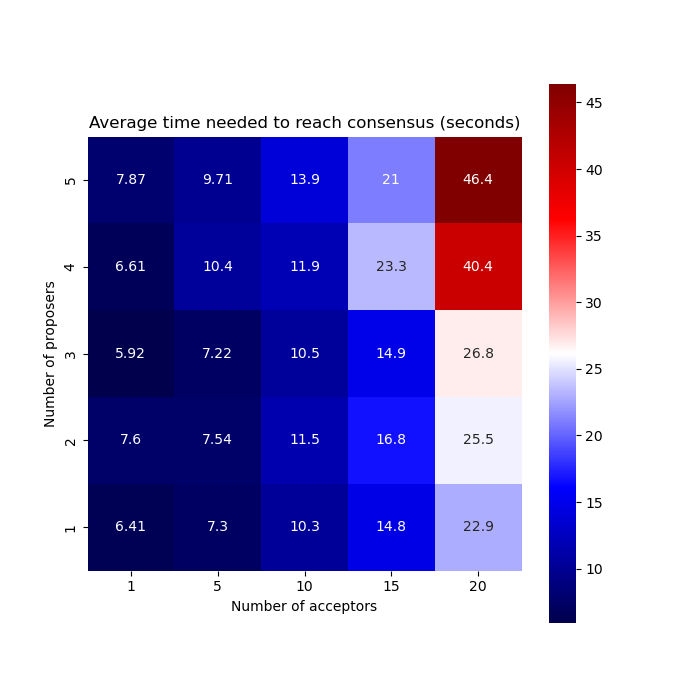 Average time needed to reach consensus (seconds)
5 7.87 9.71 13.9 21 46.4
4 6.61 10.4 11.9 23.3 40.4
3 5.92 7.22 10.5 14.9 26.8
2 7.6 7.54 11.5 16.8 25.5
1 6.41 7.3 10.3 14.8 22.9
1 5 10 15 20
Number of acceptors
Number of proposers
45
40
35
30
25
20
15
10